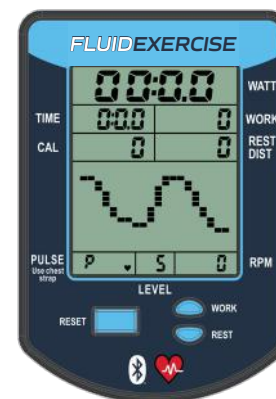 FLUIDEXERCISE
00:0.0 WATT
TIME 0:0.0 0 WORK
CAL 0 0 REST DIST
PULSE Use chest strap P 5 0 RPM
LEVEL
RESET WORK
REST